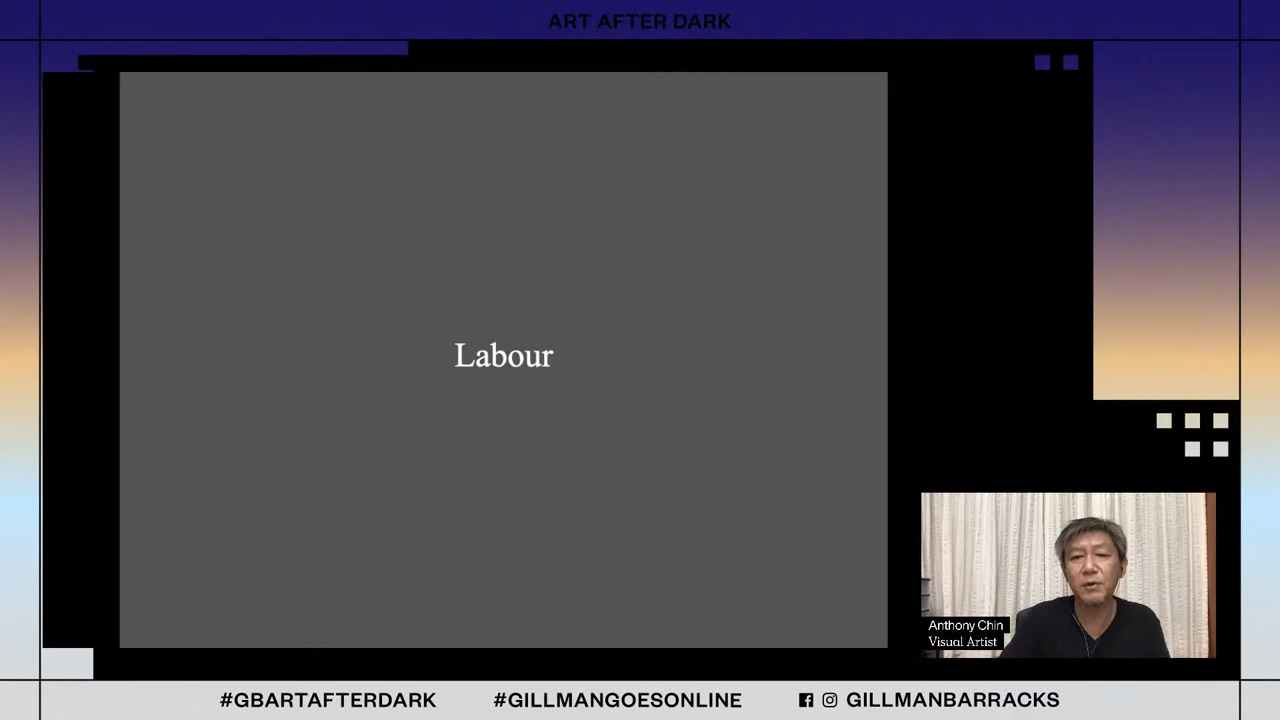 ART AFTER DARK
Labour
Anthony Chin
Visual Artist
#GBARTAFTERDARK #GILLMANGOESONLINE GILLMANBARRACKS